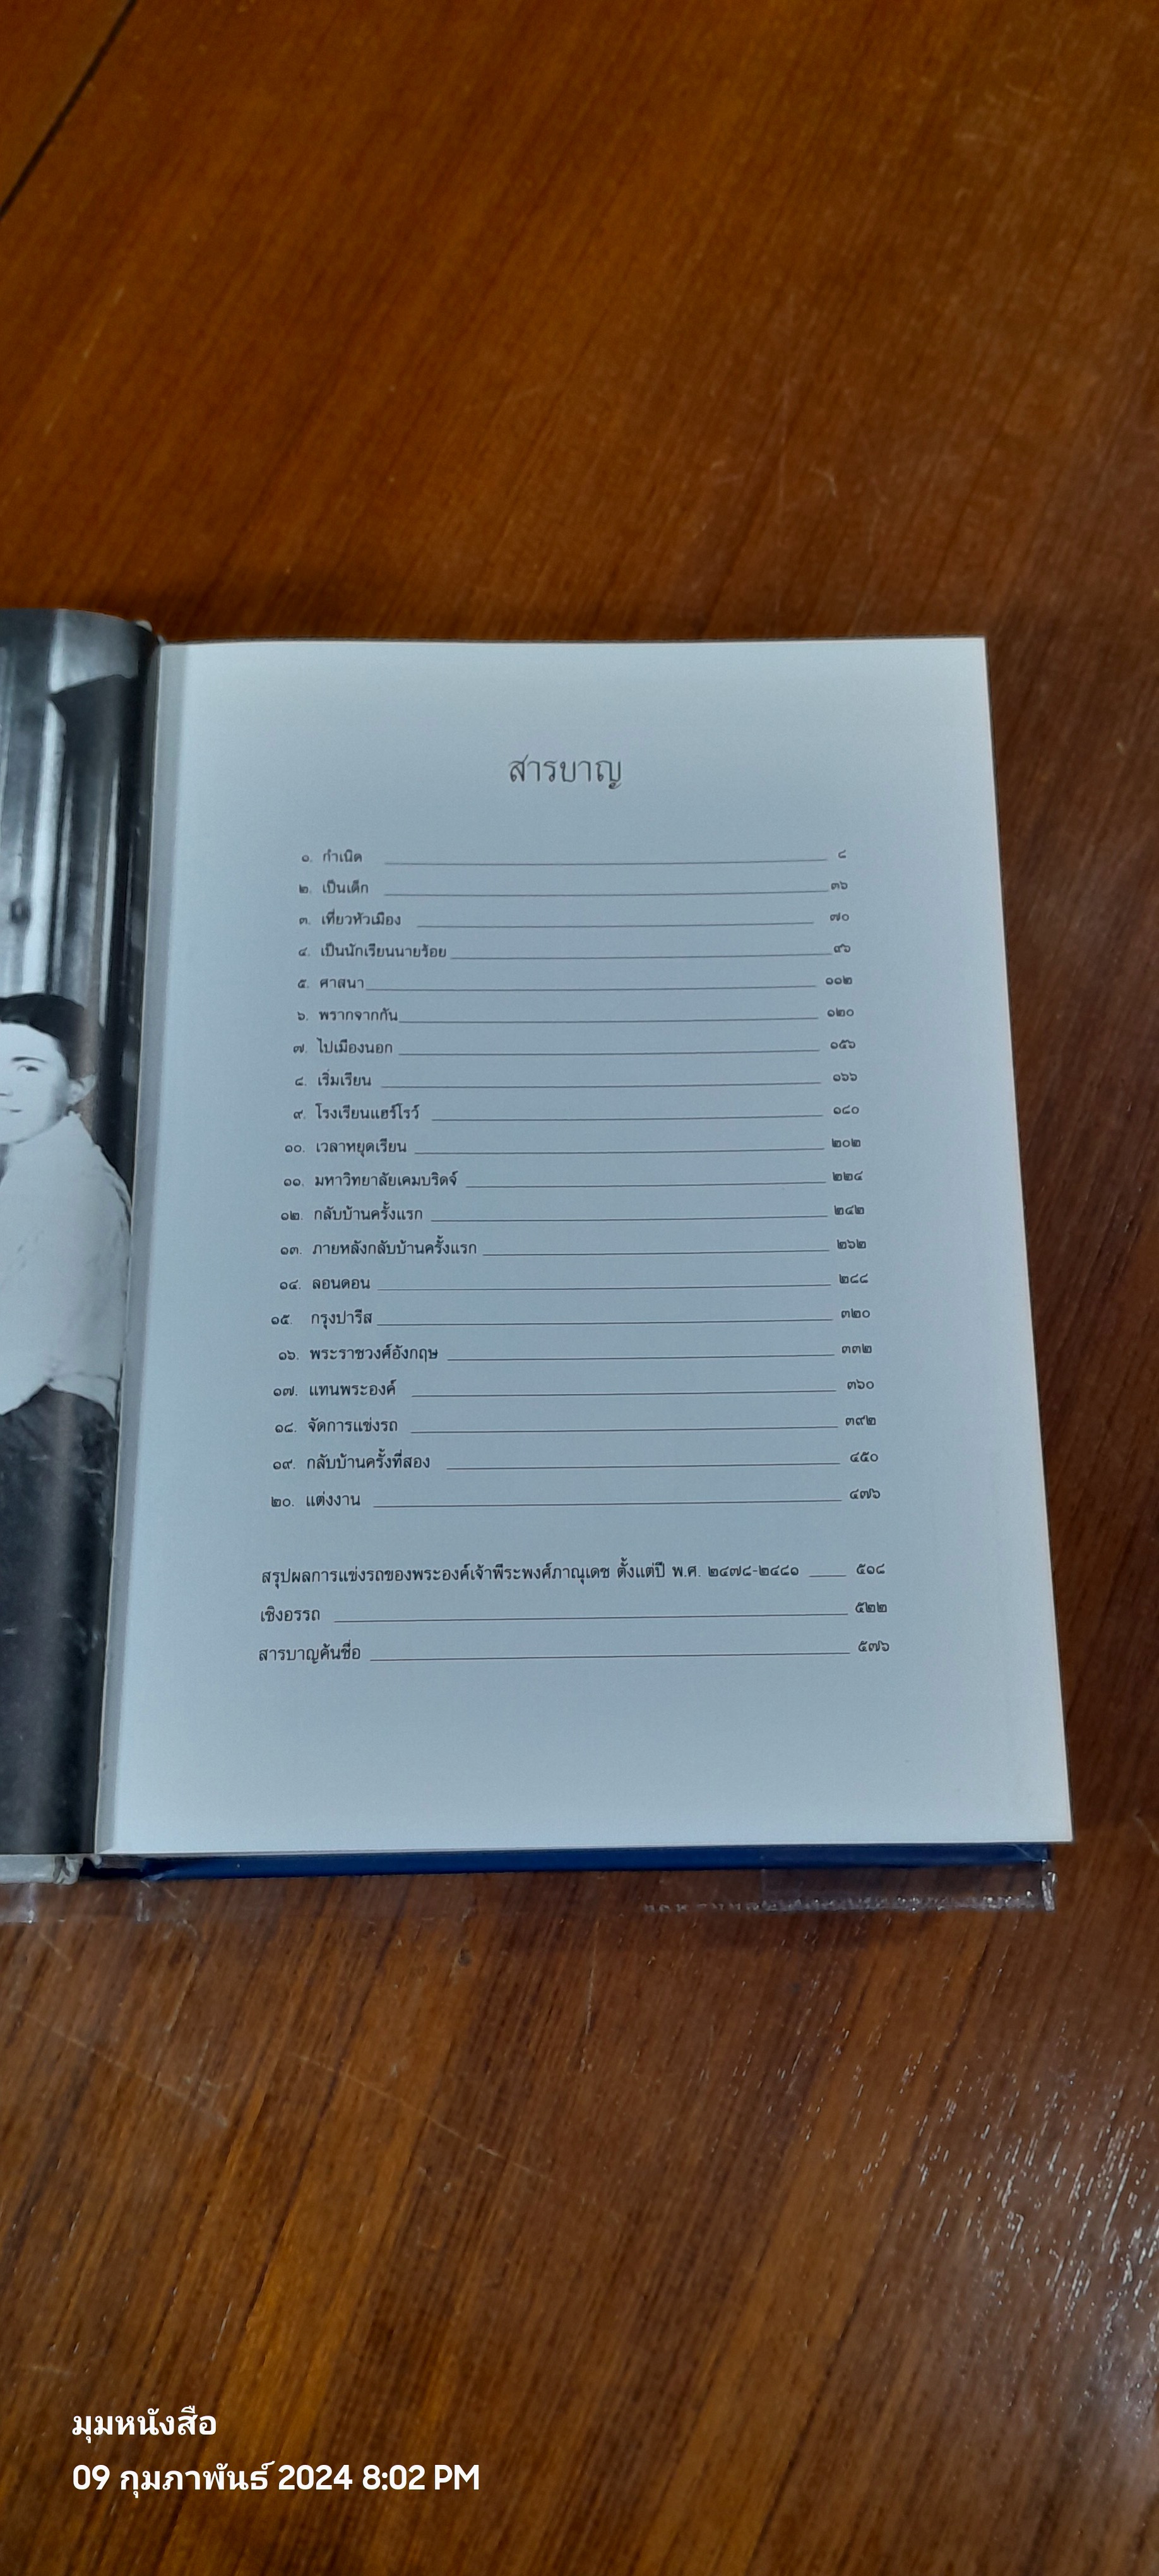 สารบาญ
๑. กำเนิด ๘
๒. เป็นเด็ก ๓๖
๓. เที่ยวหัวเมือง ๗๐
๔. เป็นนักเรียนนายร้อย ๙๖
๕. ศาสนา ๑๑๒
๖. พรากจากกัน ๑๒๐
๗. ไปเมืองนอก ๑๕๖
๘. เริ่มเรียน ๑๖๖
๙. โรงเรียนแฮร์โรว์ ๑๘๐
๑๐. เวลาหยุดเรียน ๒๐๒
๑๑. มหาวิทยาลัยเคมบริดจ์ ๒๒๔
๑๒. กลับบ้านครั้งแรก ๒๔๒
๑๓. ภายหลังกลับบ้านครั้งแรก ๒๖๒
๑๔. ลอนดอน ๒๘๘
๑๕. กรุงปารีส ๓๒๐
๑๖. พระราชวงศ์อังกฤษ ๓๓๒
๑๗. แทนพระองค์ ๓๖๐
๑๘. จัดการแข่งรถ ๓๙๒
๑๙. กลับบ้านครั้งที่สอง ๔๕๐
๒๐. แต่งงาน ๔๗๖
สรุปผลการแข่งรถของพระองค์เจ้าพีระพงศ์ภาณุเดช ตั้งแต่ปี พ.ศ. ๒๔๗๘-๒๔๘๑ ๕๑๘
เชิงอรรถ ๕๒๒
สารบาญค้นชื่อ ๕๗๖
มุมหนังสือ
09 กุมภาพันธ์ 2024 8:02 PM